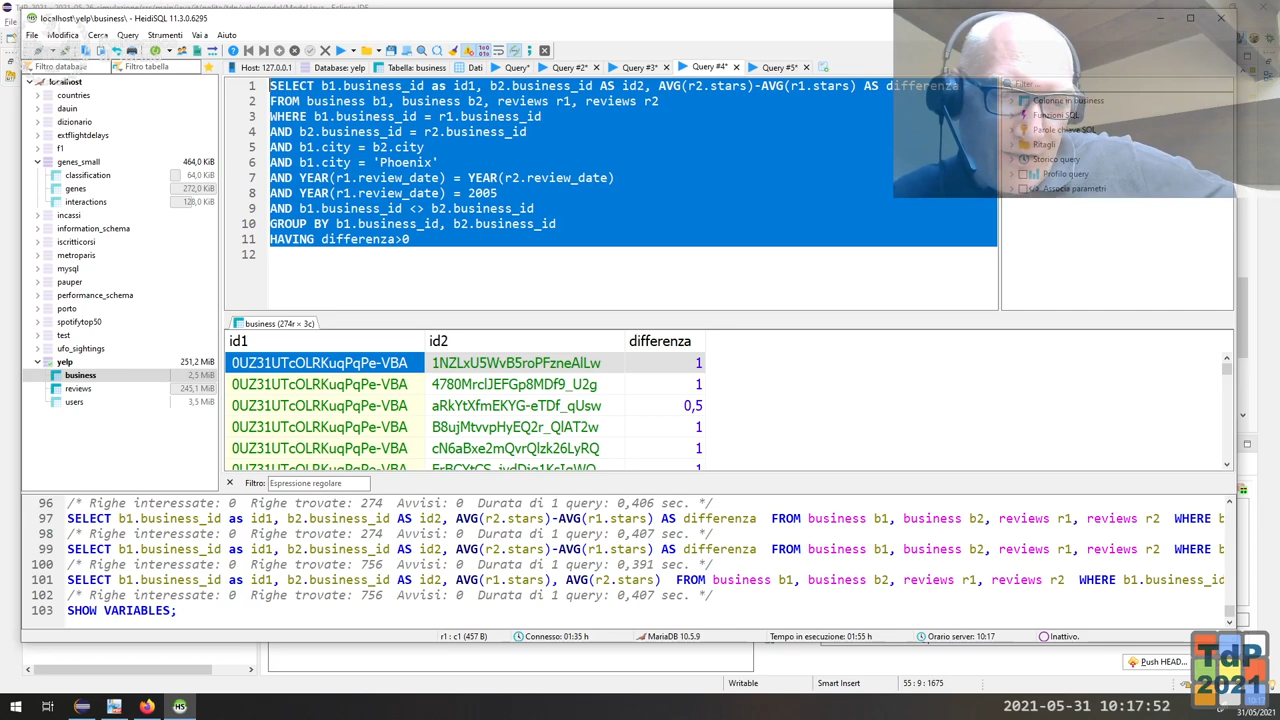 localhost\yelp\business\ - HeidiSQL 11.3.0.6295
File Modifica Cerca Query Strumenti Vai Aiuto
Filtro database Filtro tabella
Host: 127.0.0.1 Database: yelp Tabella: business Dati Query* Query #2* Query #3* Query #4* Query #5*
localhost
countries
dauin
dizionario
extflightdelays
f1
genes_small 464,0 KiB
classification 64,0 KiB
genes 272,0 KiB
interactions 128,0 KiB
incassi
information_schema
iscritticorsi
metroparis
mysql
pauper
performance_schema
porto
spotifytop50
test
ufo_sightings
yelp 251,2 MiB
business 2,5 MiB
reviews 245,1 MiB
users 3,5 MiB
1 SELECT b1.business_id as id1, b2.business_id AS id2, AVG(r2.stars)-AVG(r1.stars) AS differenza
2 FROM business b1, business b2, reviews r1, reviews r2
3 WHERE b1.business_id = r1.business_id
4 AND b2.business_id = r2.business_id
5 AND b1.city = b2.city
6 AND b1.city = 'Phoenix'
7 AND YEAR(r1.review_date) = YEAR(r2.review_date)
8 AND YEAR(r1.review_date) = 2005
9 AND b1.business_id <> b2.business_id
10 GROUP BY b1.business_id, b2.business_id
11 HAVING differenza>0
12
Filter ...
Colonne in business
Funzioni SQL
Parole chiave SQL
Ritagli
Storico query
Profilo query
Associa parametri
business (274r × 3c)
id1 id2 differenza
0UZ31UTcOLRKuqPqPe-VBA 1NZLxU5WvB5roPFzneAlLw 1
0UZ31UTcOLRKuqPqPe-VBA 4780MrclJEFGp8MDf9_U2g 1
0UZ31UTcOLRKuqPqPe-VBA aRkYtXfmEKYG-eTDf_qUsw 0,5
0UZ31UTcOLRKuqPqPe-VBA B8ujMtvvpHyEQ2r_QlAT2w 1
0UZ31UTcOLRKuqPqPe-VBA cN6aBxe2mQvrQlzk26LyRQ 1
Filtro: Espressione regolare
96 /* Righe interessate: 0 Righe trovate: 274 Avvisi: 0 Durata di 1 query: 0,406 sec. */
97 SELECT b1.business_id as id1, b2.business_id AS id2, AVG(r2.stars)-AVG(r1.stars) AS differenza FROM business b1, business b2, reviews r1, reviews r2 WHERE b
98 /* Righe interessate: 0 Righe trovate: 274 Avvisi: 0 Durata di 1 query: 0,407 sec. */
99 SELECT b1.business_id as id1, b2.business_id AS id2, AVG(r2.stars)-AVG(r1.stars) AS differenza FROM business b1, business b2, reviews r1, reviews r2 WHERE b
100 /* Righe interessate: 0 Righe trovate: 756 Avvisi: 0 Durata di 1 query: 0,391 sec. */
101 SELECT b1.business_id as id1, b2.business_id AS id2, AVG(r1.stars), AVG(r2.stars) FROM business b1, business b2, reviews r1, reviews r2 WHERE b1.business_id
102 /* Righe interessate: 0 Righe trovate: 756 Avvisi: 0 Durata di 1 query: 0,407 sec. */
103 SHOW VARIABLES;
r1 : c1 (457 B) Connesso: 01:35 h MariaDB 10.5.9 Tempo in esecuzione: 01:55 h Orario server: 10:17 Inattivo.
Push HEAD...
Writable Smart Insert 55 : 9 : 1675
TdP
2021
2021-05-31 10:17:52
31/05/2021